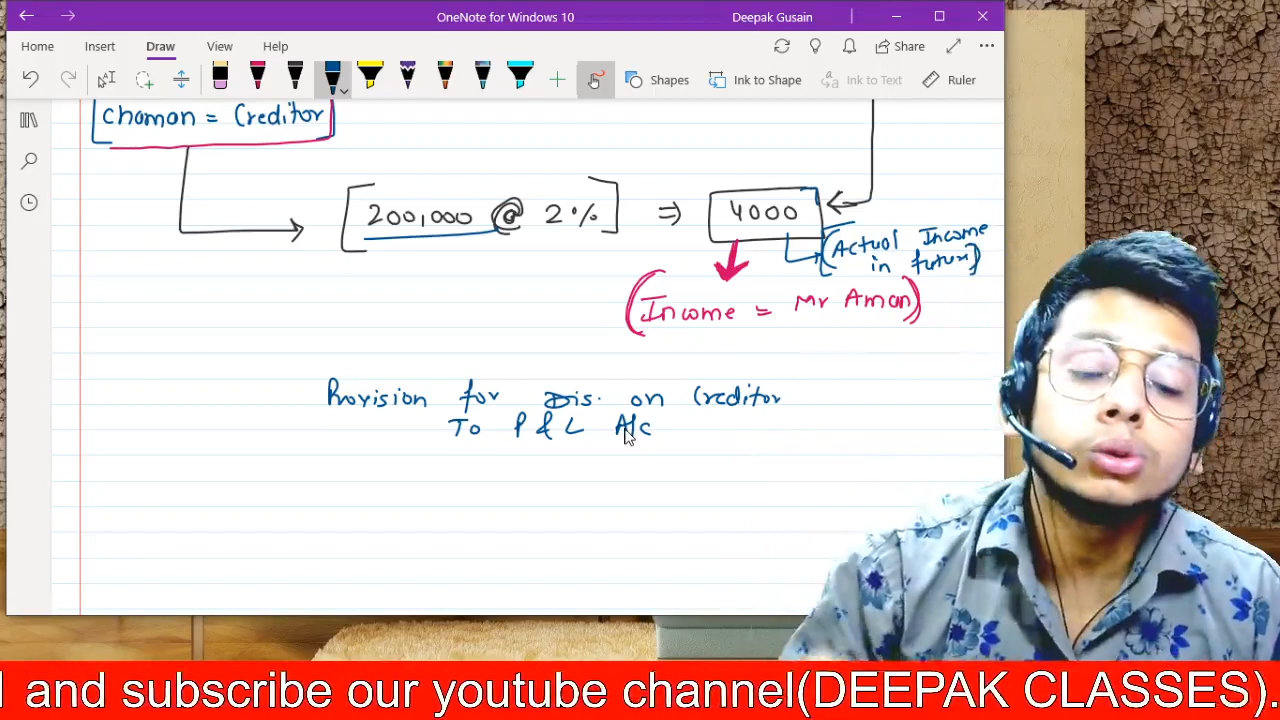 OneNote for Windows 10
Deepak Gusain
Home Insert Draw View Help
Share
Shapes Ink to Shape Ink to Text Ruler
Chaman = Creditor
200,000 @ 2% ⇒ 4000
(Actual Income in future)
(Income = Mr Aman)
Provision for Dis. on Creditor
To P & L A/c
and subscribe our youtube channel(DEEPAK CLASSES).